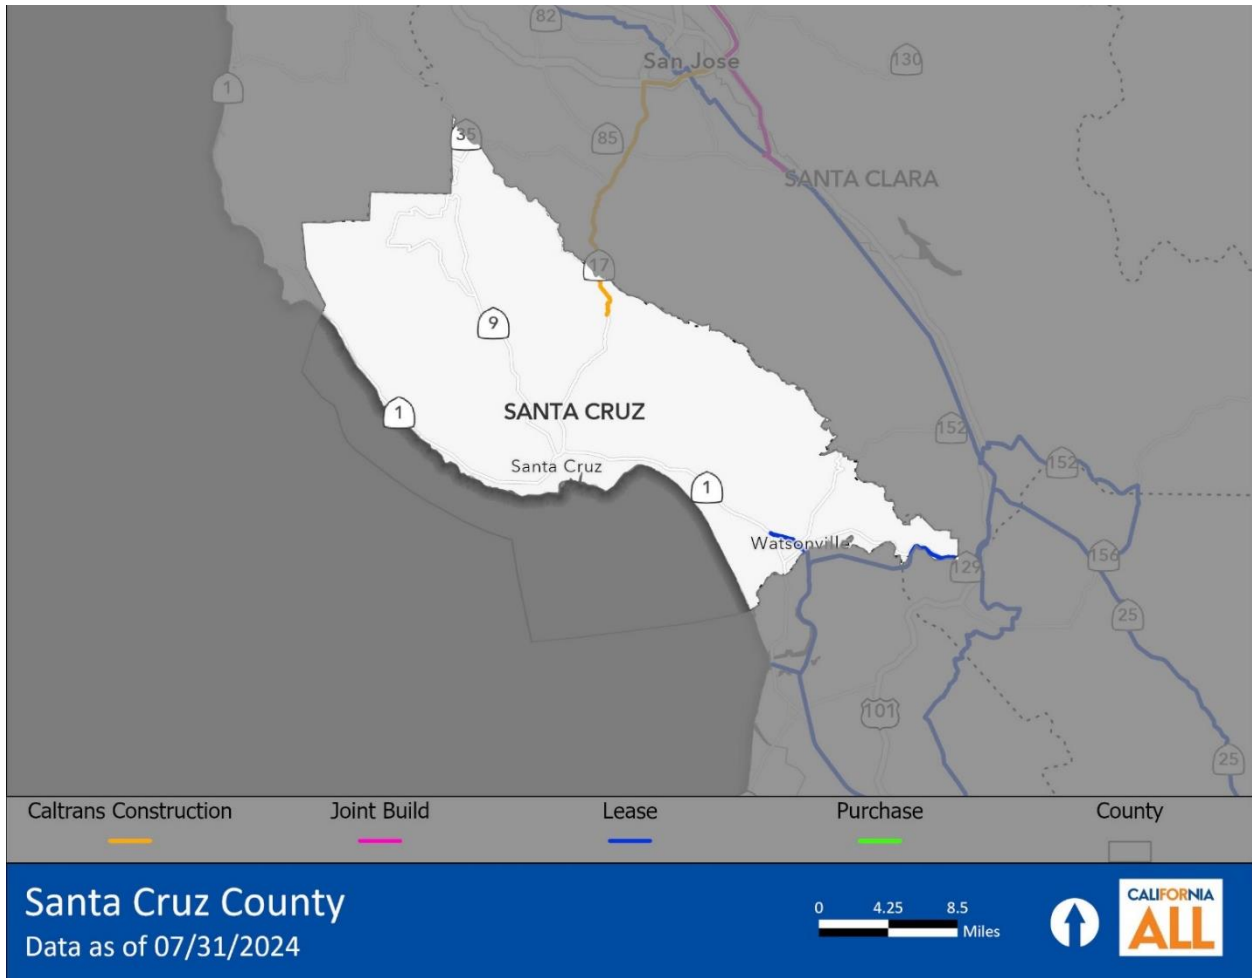 82
130
San Jose
1
35
85
SANTA CLARA
17
9
1
SANTA CRUZ
152
152
Santa Cruz
1
Watsonville
156
129
25
101
25
Caltrans Construction
Joint Build
Lease
Purchase
County
Santa Cruz County
Data as of 07/31/2024
0 4.25 8.5
Miles
CALIFORNIA
ALL